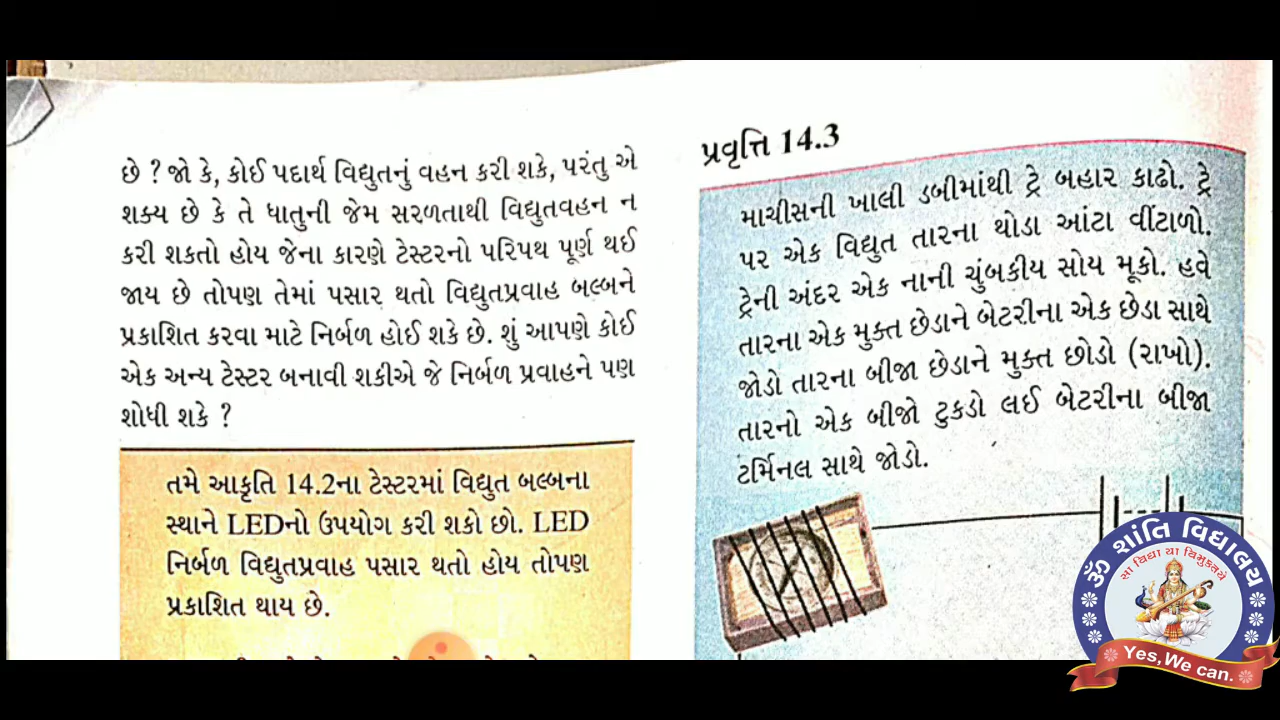 છે ? જો કે, કોઈ પદાર્થ વિદ્યુતનું વહન કરી શકે, પરંતુ એ
શક્ય છે કે તે ધાતુની જેમ સરળતાથી વિદ્યુતવહન ન
કરી શકતો હોય જેના કારણે ટેસ્ટરનો પરિપથ પૂર્ણ થઈ
જાય છે તોપણ તેમાં પસાર થતો વિદ્યુતપ્રવાહ બલ્બને
પ્રકાશિત કરવા માટે નિર્બળ હોઈ શકે છે. શું આપણે કોઈ
એક અન્ય ટેસ્ટર બનાવી શકીએ જે નિર્બળ પ્રવાહને પણ
શોધી શકે ?
તમે આકૃતિ 14.2ના ટેસ્ટરમાં વિદ્યુત બલ્બના
સ્થાને LEDનો ઉપયોગ કરી શકો છો. LED
નિર્બળ વિદ્યુતપ્રવાહ પસાર થતો હોય તોપણ
પ્રકાશિત થાય છે.
પ્રવૃત્તિ 14.3
માચીસની ખાલી ડબીમાંથી ટ્રે બહાર કાઢો. ટ્રે
પર એક વિદ્યુત તારના થોડા આંટા વીંટાળો.
ટ્રેની અંદર એક નાની ચુંબકીય સોય મૂકો. હવે
તારના એક મુક્ત છેડાને બેટરીના એક છેડા સાથે
જોડો તારના બીજા છેડાને મુક્ત છોડો (રાખો).
તારનો એક બીજો ટુકડો લઈ બેટરીના બીજા
ટર્મિનલ સાથે જોડો.
ૐ શાંતિ વિદ્યાલય
સા વિદ્યા યા વિમુક્તયે
Yes, We can.